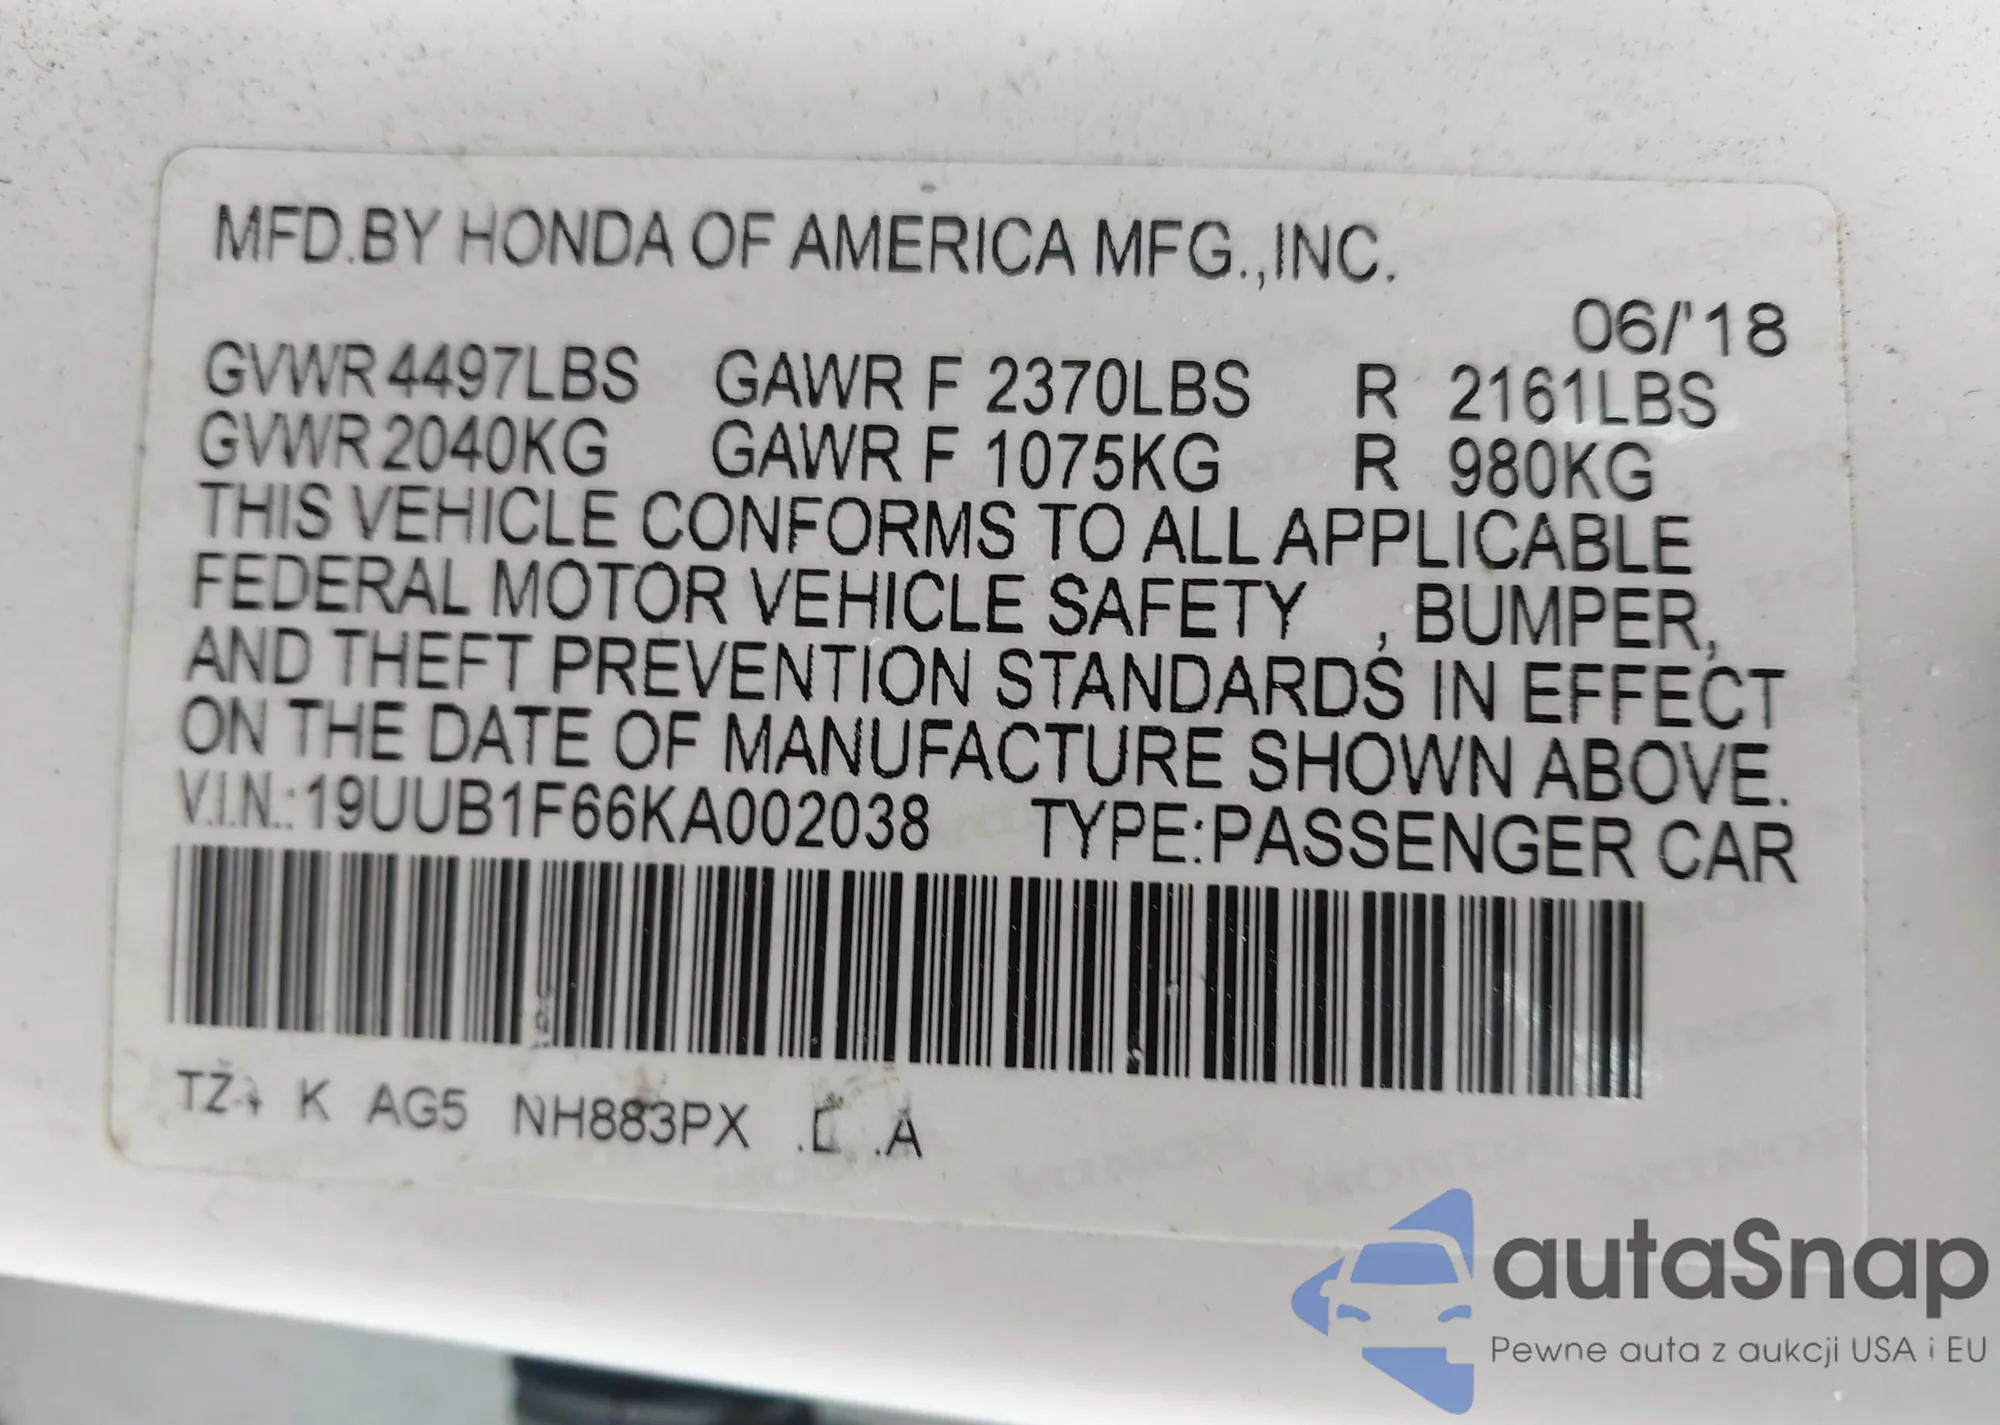 MFD.BY HONDA OF AMERICA MFG.,INC.
06/'18
GVWR 4497LBS GAWR F 2370LBS R 2161LBS
GVWR 2040KG GAWR F 1075KG R 980KG
THIS VEHICLE CONFORMS TO ALL APPLICABLE
FEDERAL MOTOR VEHICLE SAFETY , BUMPER,
AND THEFT PREVENTION STANDARDS IN EFFECT
ON THE DATE OF MANUFACTURE SHOWN ABOVE.
V.I.N.:19UUB1F66KA002038 TYPE:PASSENGER CAR
K AG5 NH883PX .A
autaSnap
Pewne auta z aukcji USA i EU